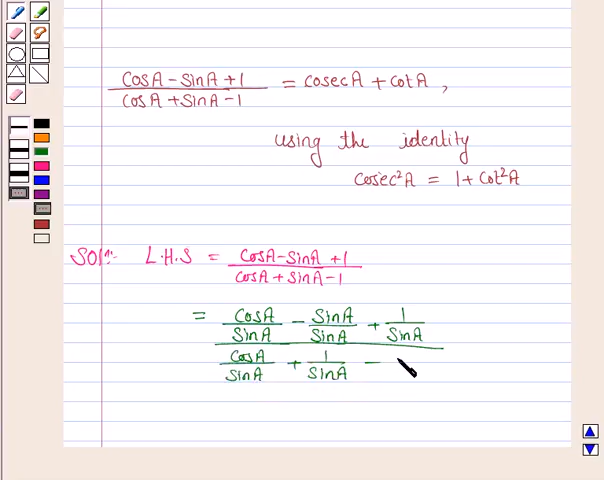 CosA - SinA + 1 / CosA + SinA - 1 = cosecA + cotA ,
using the identity
cosec²A = 1 + cot²A
Solⁿ:- L.H.S = CosA - SinA + 1 / CosA + SinA - 1
= CosA/SinA - SinA/SinA + 1/SinA
CosA/SinA + 1/SinA -